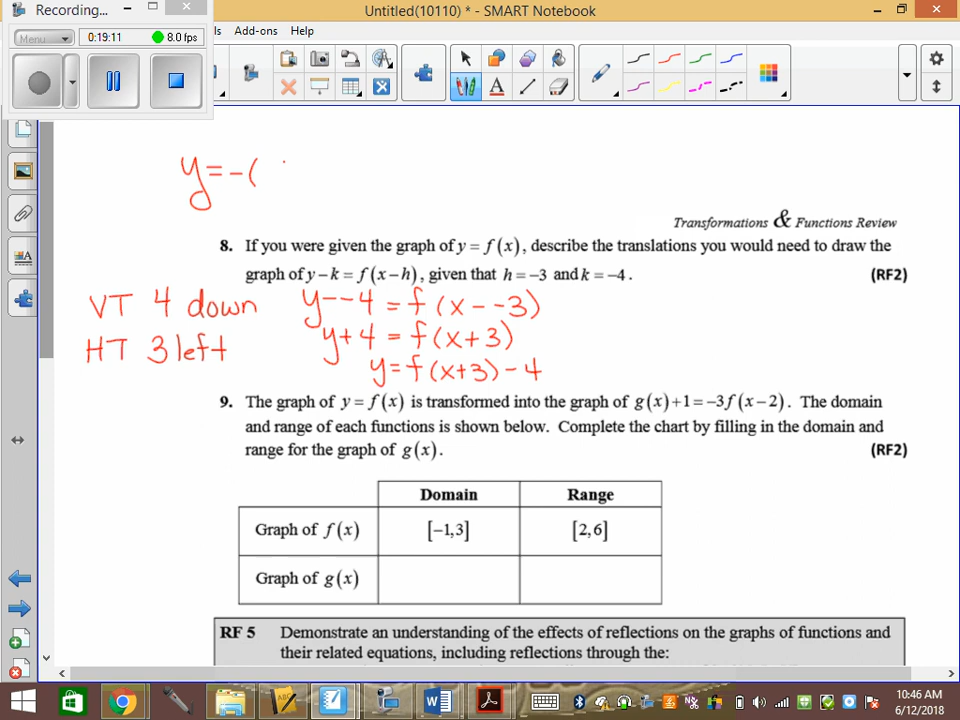 Recording...
Untitled(10110) * - SMART Notebook
Menu
0:19:11
8.0 fps
ls Add-ons Help
y=-(
Transformations & Functions Review
8. If you were given the graph of y = f(x), describe the translations you would need to draw the
graph of y-k = f(x-h), given that h = -3 and k = -4.
(RF2)
VT 4 down
y--4 = f(x--3)
HT 3 left
y+4 = f(x+3)
y=f(x+3)-4
9. The graph of y = f(x) is transformed into the graph of g(x)+1 = -3f(x-2). The domain
and range of each functions is shown below. Complete the chart by filling in the domain and
range for the graph of g(x).
(RF2)
Domain Range
Graph of f(x) [-1,3] [2,6]
Graph of g(x)
RF 5 Demonstrate an understanding of the effects of reflections on the graphs of functions and
their related equations, including reflections through the:
10:46 AM
6/12/2018